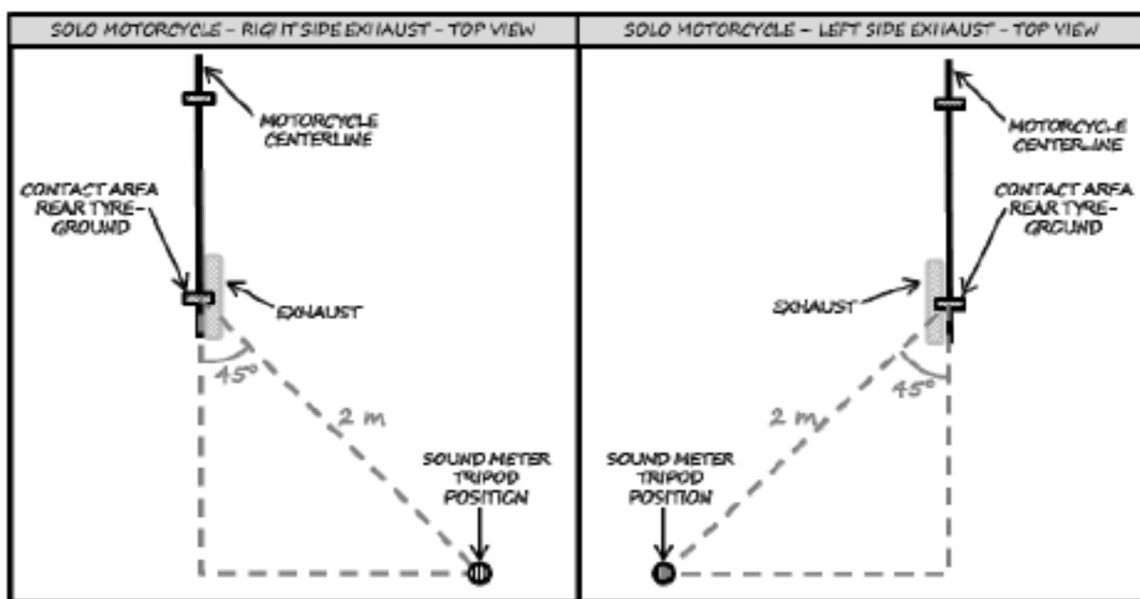 SOLO MOTORCYCLE - RIGHT SIDE EXHAUST - TOP VIEW
MOTORCYCLE
CENTERLINE
CONTACT AREA
REAR TYRE-
GROUND
EXHAUST
45°
2 m
SOUND METER
TRIPOD
POSITION
SOLO MOTORCYCLE - LEFT SIDE EXHAUST - TOP VIEW
MOTORCYCLE
CENTERLINE
CONTACT AREA
REAR TYRE-
GROUND
EXHAUST
45°
2 m
SOUND METER
TRIPOD
POSITION